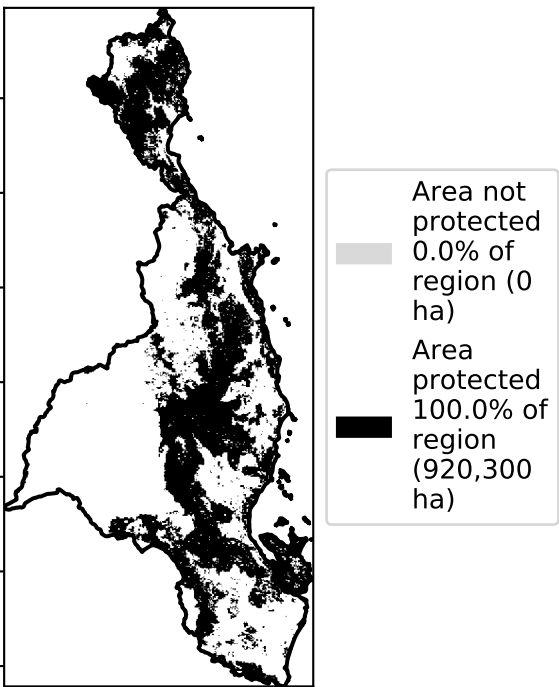 Area not
protected
0.0% of
region (0
ha)
Area
protected
100.0% of
region
(920,300
ha)